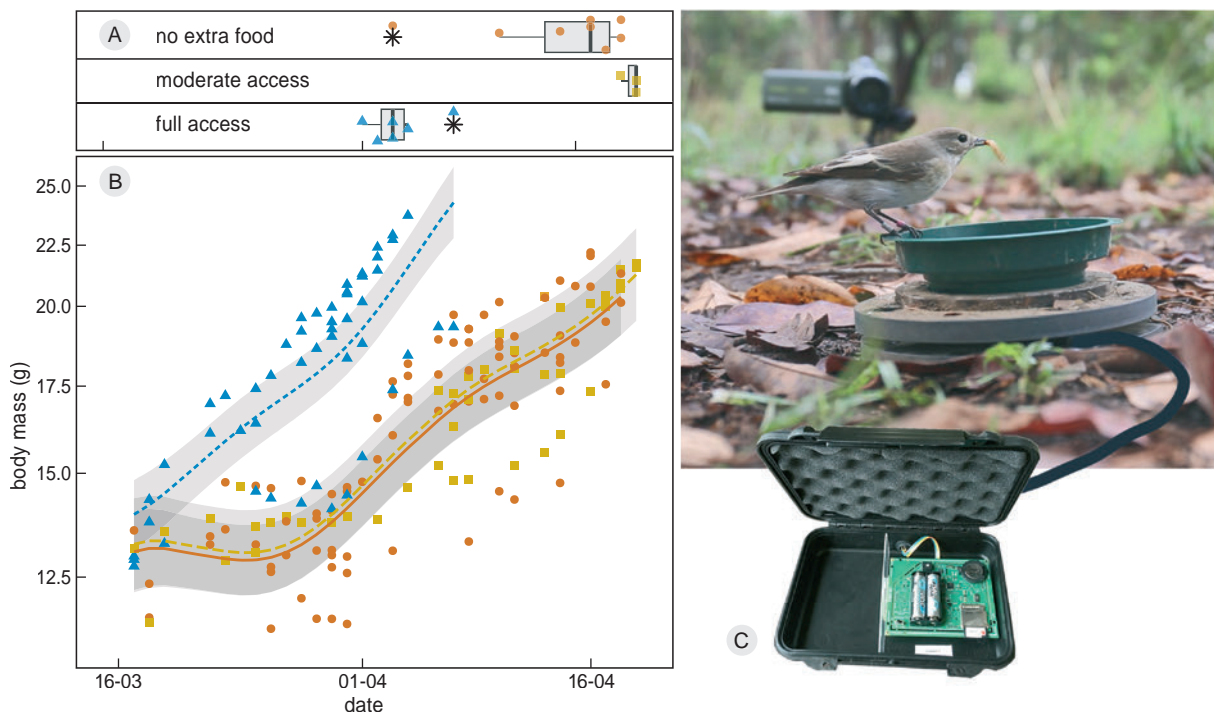 A
no extra food
moderate access
full access
B
25.0
22.5
20.0
17.5
15.0
12.5
body mass (g)
16-03
01-04
16-04
date
C